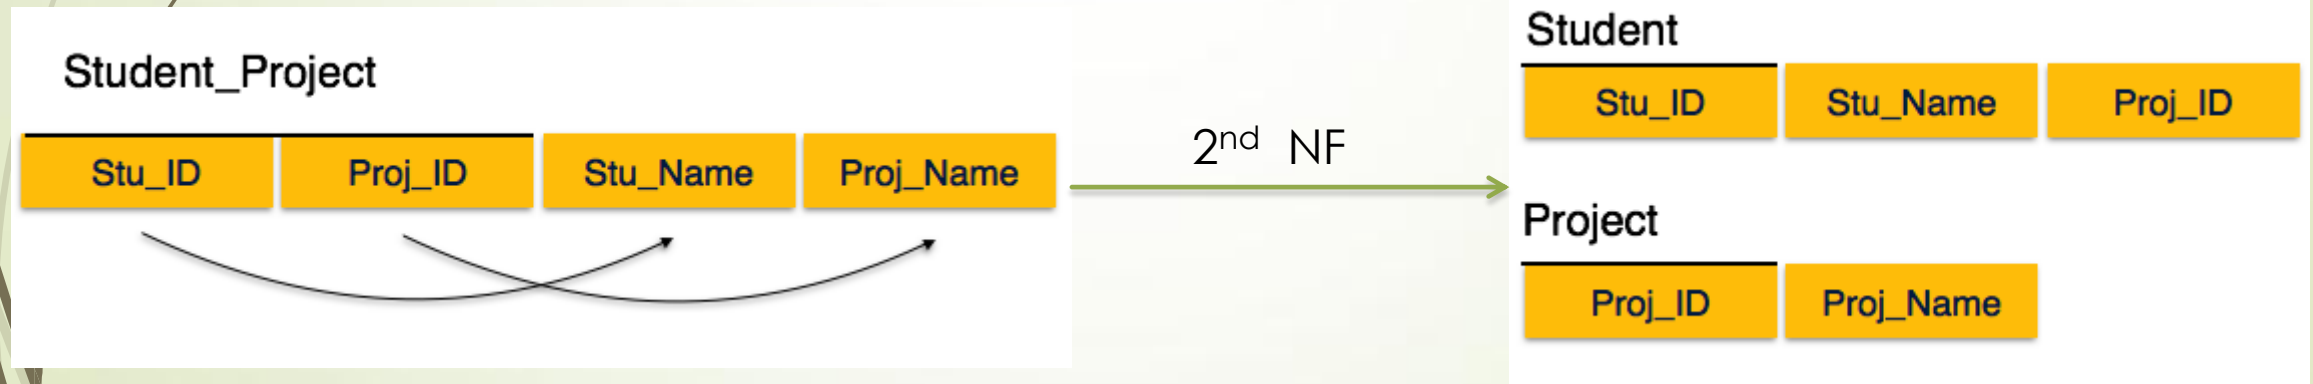 Student_Project
Stu_ID Proj_ID Stu_Name Proj_Name
2nd NF
Student
Stu_ID Stu_Name Proj_ID
Project
Proj_ID Proj_Name